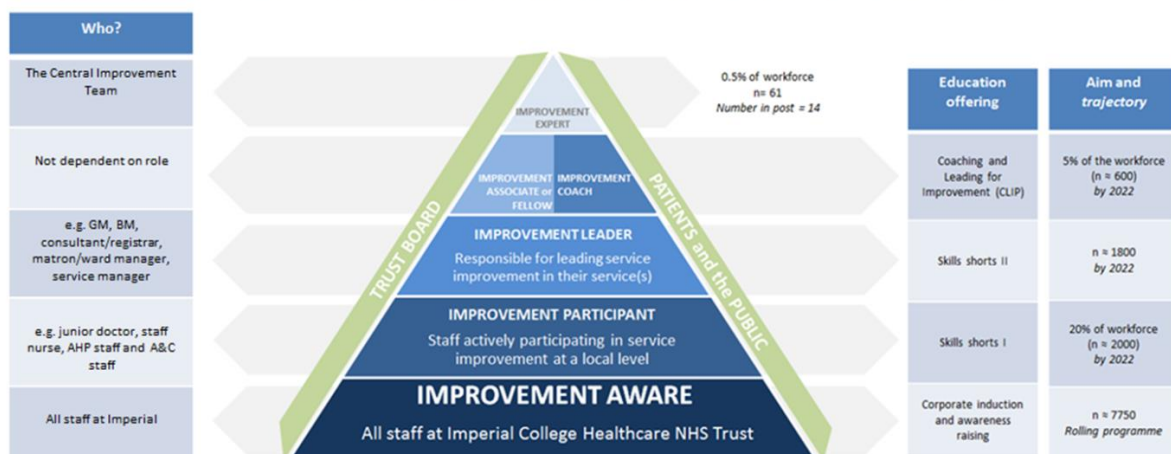 Who?
The Central Improvement
Team
Not dependent on role
e.g. GM, BM,
consultant/registrar,
matron/ward manager,
service manager
e.g. junior doctor, staff
nurse, AHP staff and A&C
staff
All staff at Imperial
TRUST BOARD
IMPROVEMENT
EXPERT
IMPROVEMENT
ASSOCIATE or
FELLOW
IMPROVEMENT
COACH
IMPROVEMENT LEADER
Responsible for leading service
improvement in their service(s)
IMPROVEMENT PARTICIPANT
Staff actively participating in service
improvement at a local level
IMPROVEMENT AWARE
All staff at Imperial College Healthcare NHS Trust
PATIENTS and the PUBLIC
0.5% of workforce
n= 61
Number in post = 14
Education
offering
Coaching and
Leading for
Improvement (CLIP)
Skills shorts II
Skills shorts I
Corporate induction
and awareness
raising
Aim and
trajectory
5% of the workforce
(n ≈ 600)
by 2022
n ≈ 1800
by 2022
20% of workforce
(n ≈ 2000)
by 2022
n ≈ 7750
Rolling programme